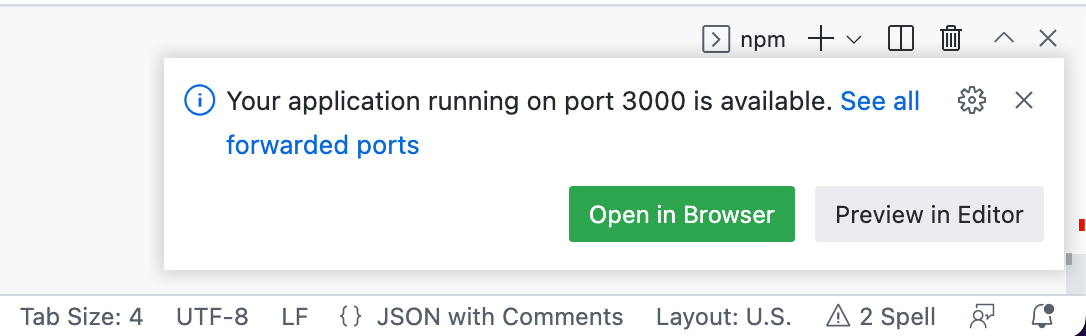 npm
Your application running on port 3000 is available. See all
forwarded ports
Open in Browser Preview in Editor
Tab Size: 4 UTF-8 LF {} JSON with Comments Layout: U.S. 2 Spell